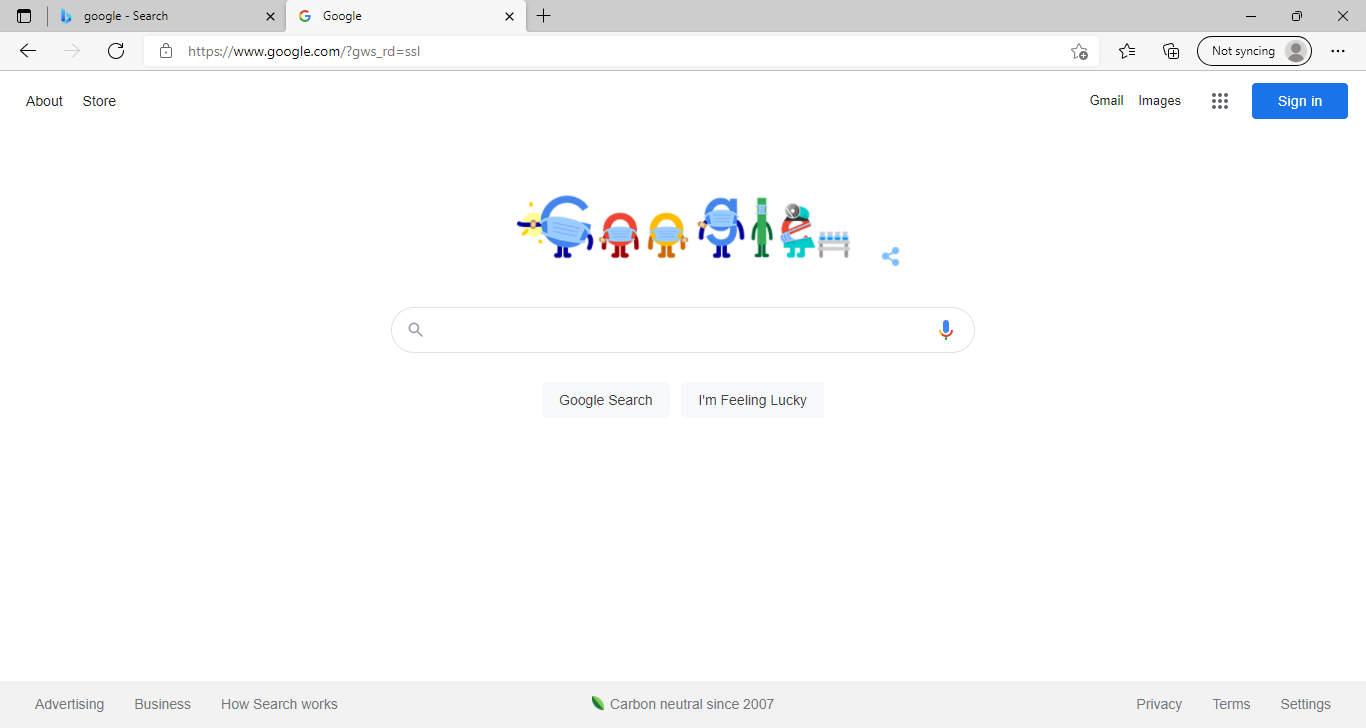 google - Search
Google
https://www.google.com/?gws_rd=ssl
Not syncing
About
Store
Gmail
Images
Sign in
Google
Google Search
I'm Feeling Lucky
Advertising
Business
How Search works
Carbon neutral since 2007
Privacy
Terms
Settings